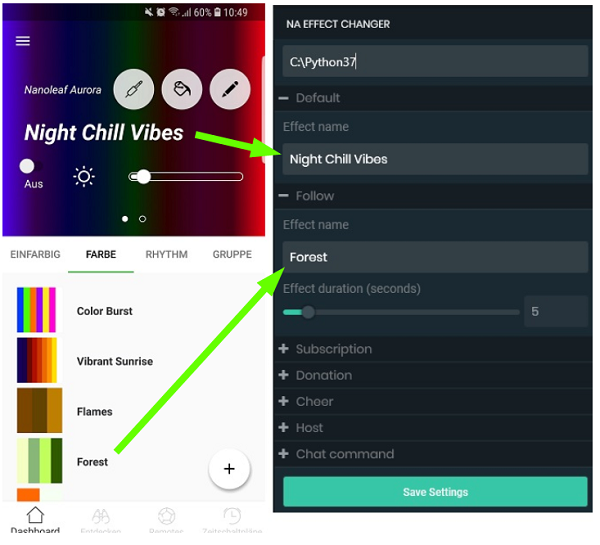 60% 10:49
Nanoleaf Aurora
Night Chill Vibes
Aus
EINFARBIG FARBE RHYTHM GRUPPE
Color Burst
Vibrant Sunrise
Flames
Forest
+
Dashboard Entdecken Remotes Zeitschaltpläne
NA EFFECT CHANGER
C:\Python37
Default
Effect name
Night Chill Vibes
Follow
Effect name
Forest
Effect duration (seconds)
5
Subscription
Donation
Cheer
Host
Chat command
Save Settings